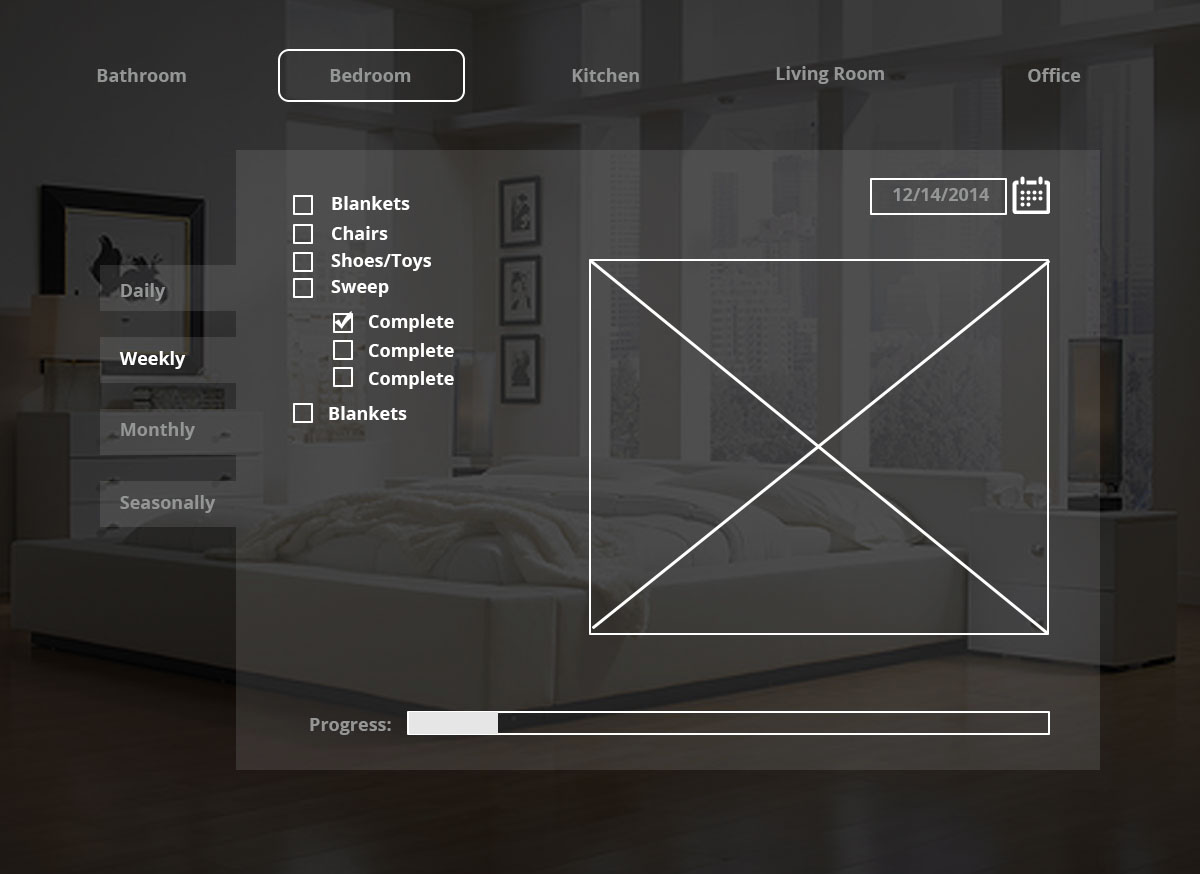 Bathroom
Bedroom
Kitchen
Living Room
Office
12/14/2014
Blankets
Chairs
Shoes/Toys
Sweep
Complete
Complete
Complete
Blankets
Daily
Weekly
Monthly
Seasonally
Progress: